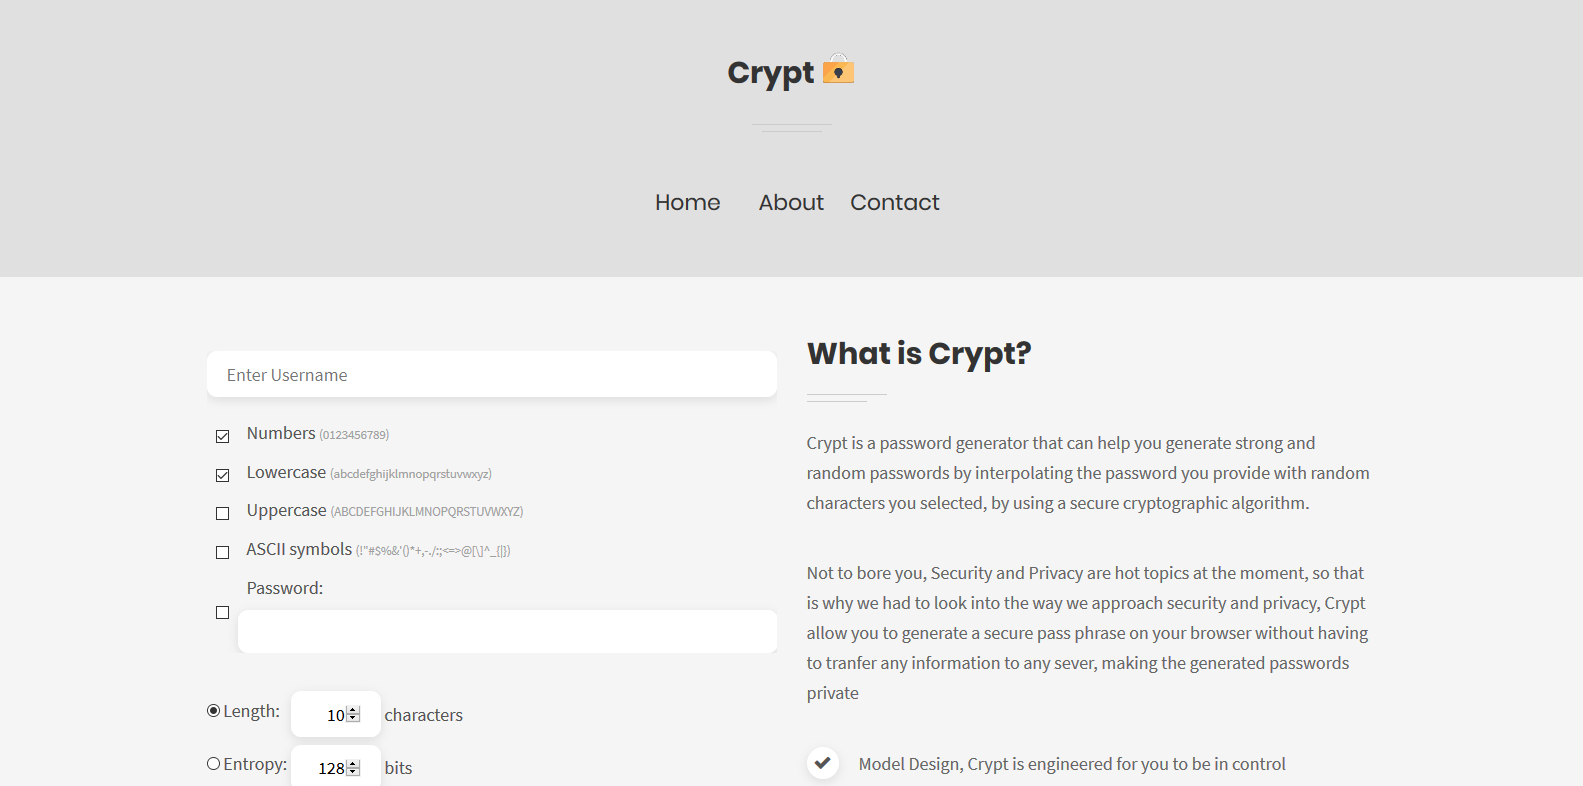 Crypt
Home About Contact
Enter Username
Numbers (0123456789)
Lowercase (abcdefghijklmnopqrstuvwxyz)
Uppercase (ABCDEFGHIJKLMNOPQRSTUVWXYZ)
ASCII symbols (!"#$%&'()*+,-./:;<=>@[\]^_{|})
Password:
Length: 10 characters
Entropy: 128 bits
What is Crypt?
Crypt is a password generator that can help you generate strong and
random passwords by interpolating the password you provide with random
characters you selected, by using a secure cryptographic algorithm.
Not to bore you, Security and Privacy are hot topics at the moment, so that
is why we had to look into the way we approach security and privacy, Crypt
allow you to generate a secure pass phrase on your browser without having
to tranfer any information to any sever, making the generated passwords
private
Model Design, Crypt is engineered for you to be in control